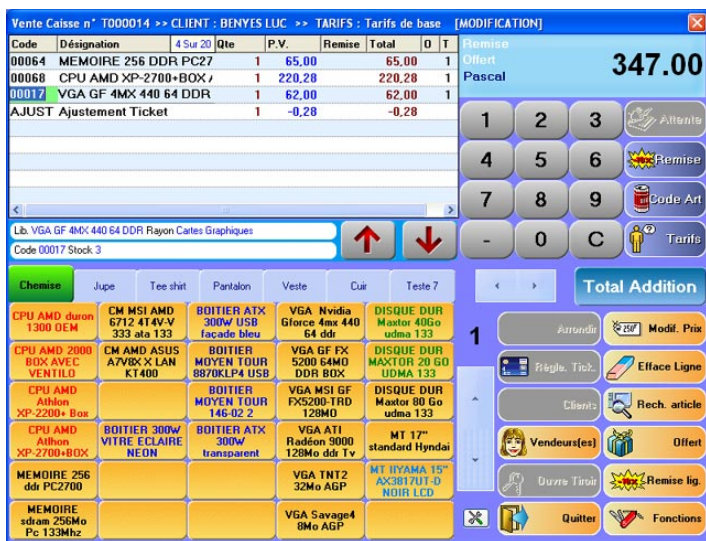 Vente Caisse n° T000014 >> CLIENT : BENYES LUC >> TARIFS : Tarifs de base [MODIFICATION]
Code Désignation 4 Sur 20 Qte P.V. Remise Total O T
00064 MEMOIRE 256 DDR PC27 1 65,00 65,00 1
00068 CPU AMD XP-2700+BOX / 1 220,28 220,28 1
00017 VGA GF 4MX 440 64 DDR 1 62,00 62,00 1
AJUST Ajustement Ticket 1 -0,28 -0,28
Remise
Offert
Pascal
347.00
1 2 3 Attente
4 5 6 Remise
7 8 9 Code Art
- 0 C Tarifs
Lib. VGA GF 4MX 440 64 DDR Rayon Cartes Graphiques
Code 00017 Stock 3
Chemise Jupe Tee shirt Pantalon Veste Cuir Teste 7
Total Addition
CPU AMD duron
1300 OEM
CM MSI AMD
6712 4T4V-V
333 ata 133
BOITIER ATX
300W USB
façade bleu
VGA Nvidia
Gforce 4mx 440
64 ddr
DISQUE DUR
Maxtor 40Go
udma 133
CPU AMD 2000
BOX AVEC
VENTILO
CM AMD ASUS
A7V8X X LAN
KT400
BOITIER
MOYEN TOUR
8870KLP4 USB
VGA GF FX
5200 64MO
DDR BOX
DISQUE DUR
MAXTOR 20 GO
UDMA 133
CPU AMD
Athlon
XP-2200+ Box
BOITIER
MOYEN TOUR
146-02 2
VGA MSI GF
FX5200-TRD
128MO
DISQUE DUR
Maxtor 80 Go
udma 133
CPU AMD
Atlhon
XP-2700+BOX
BOITIER 300W
VITRE ECLAIRE
NEON
BOITIER ATX
300W
transparent
VGA ATI
Radéon 9000
128Mo ddr Tv
MT 17"
standard Hyndai
MEMOIRE 256
ddr PC2700
VGA TNT2
32Mo AGP
MT IIYAMA 15"
AX3817UT-D
NOIR LCD
MEMOIRE
sdram 256Mo
Pc 133Mhz
VGA Savage4
8Mo AGP
1
Arrondir
Modif. Prix
Règle. Tick.
Efface Ligne
Clients
Rech. article
Vendeurs(es)
Offert
Ouvre Tiroir
Remise lig.
Quitter
Fonctions